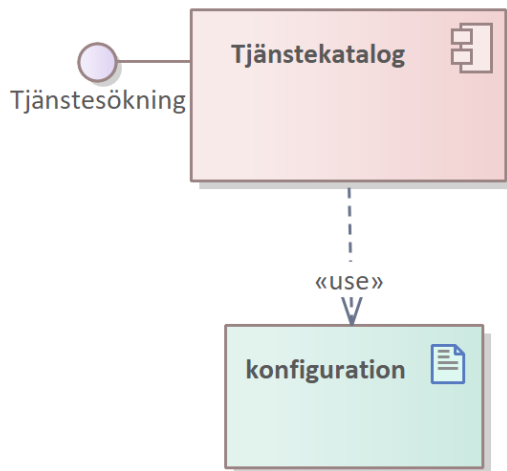 Tjänstekatalog
Tjänstesökning
«use»
konfiguration